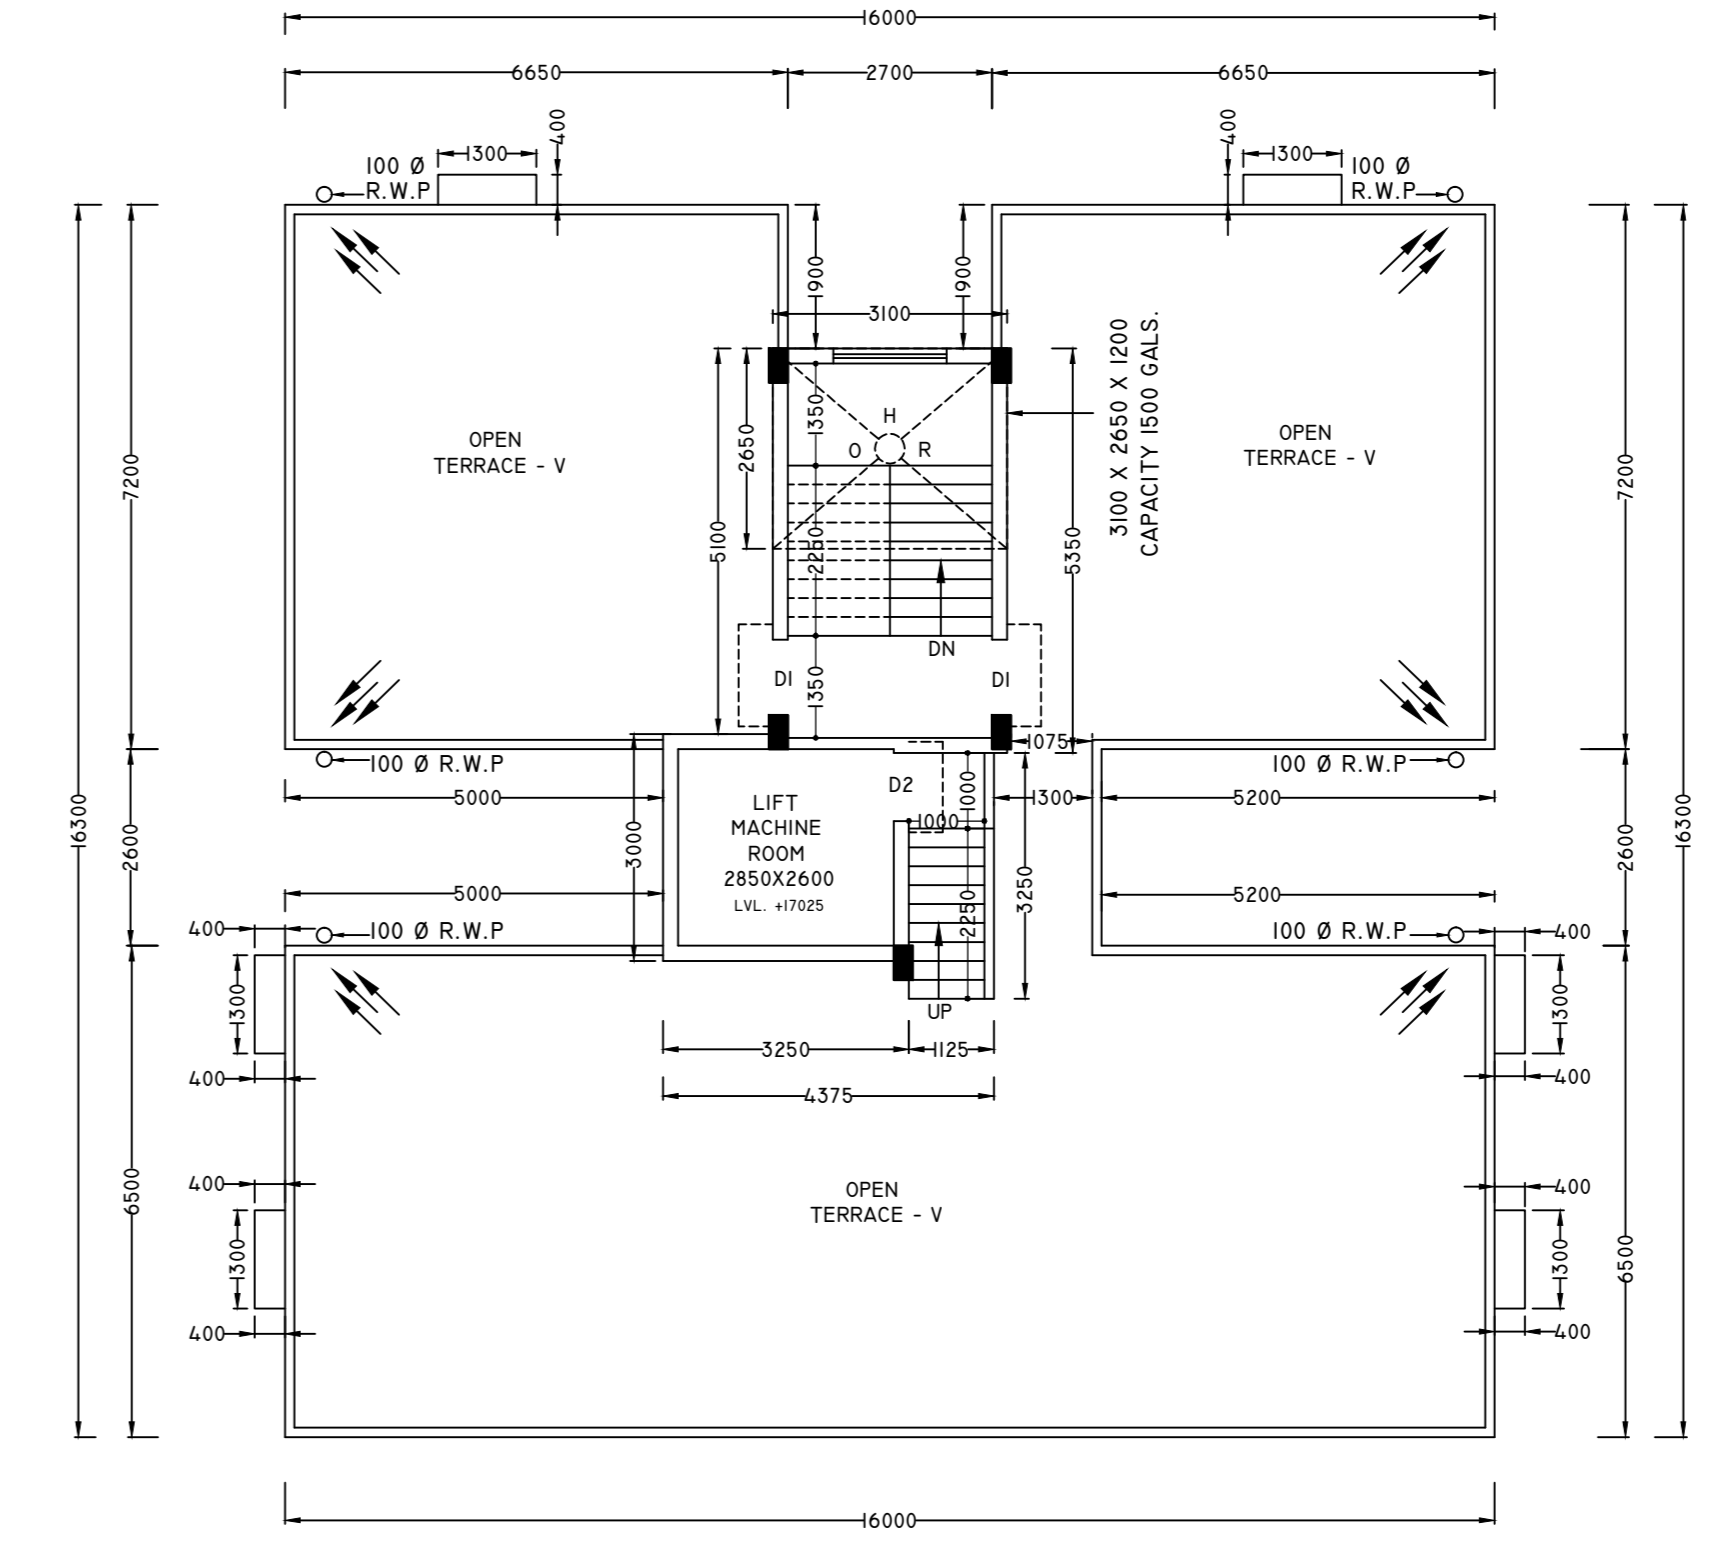 16000
6650
2700
6650
400
400
1300
1300
100 Ø
R.W.P
100 Ø
R.W.P
1900
1900
3100
3100 X 2650 X 1200
CAPACITY 1500 GALS.
1350
H
O
R
2650
OPEN
TERRACE - V
OPEN
TERRACE - V
7200
7200
5100
2250
5350
DN
D1
1350
D1
1075
100 Ø R.W.P
100 Ø R.W.P
D2
5000
1000
1300
5200
LIFT
MACHINE
ROOM
2850X2600
LVL. +17025
1000
16300
2600
3000
2600
16300
5000
2250
3250
5200
400
100 Ø R.W.P
100 Ø R.W.P
400
1300
1300
UP
3250
1125
400
400
4375
400
400
6500
OPEN
TERRACE - V
1300
1300
6500
400
400
16000